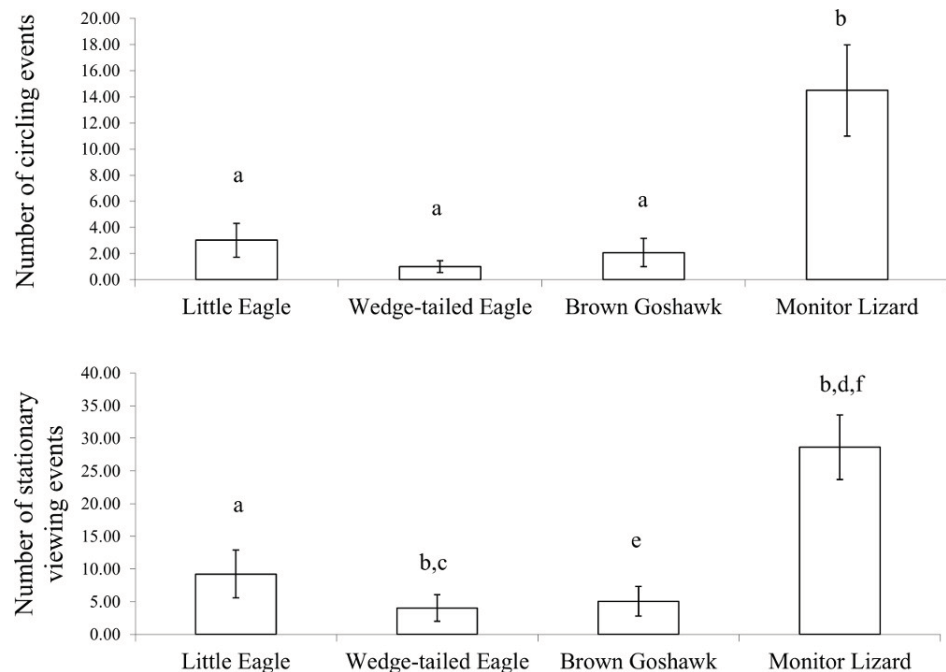 Number of circling events
20.00
18.00
16.00
14.00
12.00
10.00
8.00
6.00
4.00
2.00
0.00
a
a
a
b
Little Eagle
Wedge-tailed Eagle
Brown Goshawk
Monitor Lizard
Number of stationary
viewing events
40.00
35.00
30.00
25.00
20.00
15.00
10.00
5.00
0.00
a
b,c
e
b,d,f
Little Eagle
Wedge-tailed Eagle
Brown Goshawk
Monitor Lizard